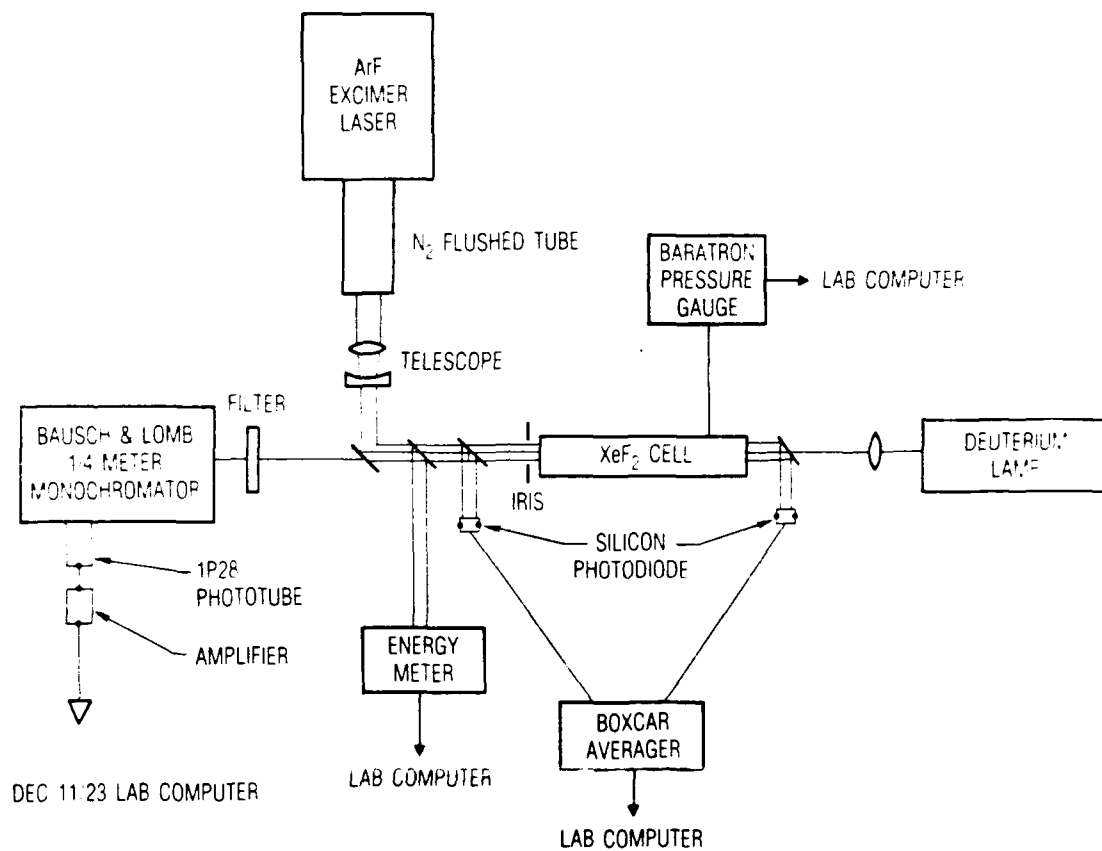 ArF
EXCIMER
LASER
N₂ FLUSHED TUBE
BARATRON
PRESSURE
GAUGE
LAB COMPUTER
TELESCOPE
FILTER
BAUSCH & LOMB
1/4 METER
MONOCHROMATOR
XeF₂ CELL
DEUTERIUM
LAMP
IRIS
SILICON
PHOTODIODE
1P28
PHOTOTUBE
AMPLIFIER
ENERGY
METER
BOXCAR
AVERAGER
LAB COMPUTER
DEC 11/23 LAB COMPUTER
LAB COMPUTER